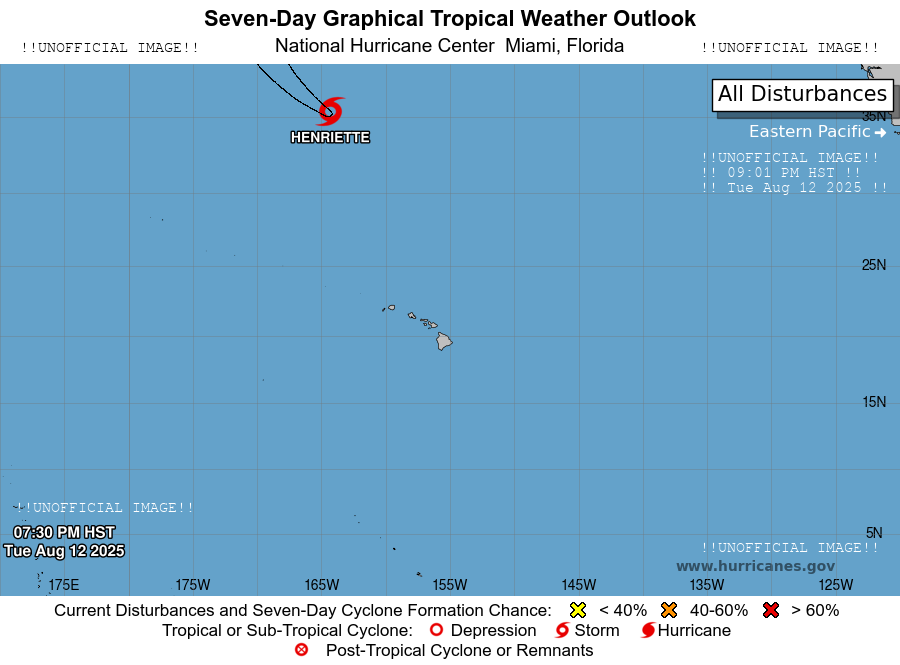 Seven-Day Graphical Tropical Weather Outlook
!!UNOFFICIAL IMAGE!! National Hurricane Center Miami, Florida !!UNOFFICIAL IMAGE!!
All Disturbances
35N
HENRIETTE
Eastern Pacific
!!UNOFFICIAL IMAGE!!
!! 09:01 PM HST !!
!! Tue Aug 12 2025 !!
25N
15N
!!UNOFFICIAL IMAGE!!
07:30 PM HST
5N
Tue Aug 12 2025
!!UNOFFICIAL IMAGE!!
www.hurricanes.gov
175E 175W 165W 155W 145W 135W 125W
Current Disturbances and Seven-Day Cyclone Formation Chance: < 40% 40-60% > 60%
Tropical or Sub-Tropical Cyclone: Depression Storm Hurricane
Post-Tropical Cyclone or Remnants